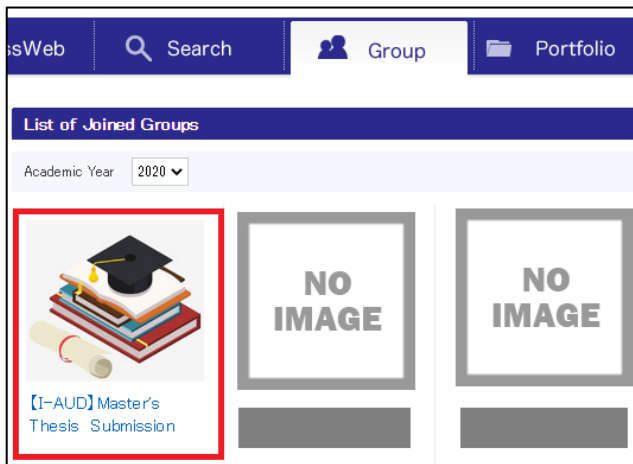 ssWeb Search Group Portfolio
List of Joined Groups
Academic Year 2020
NO
IMAGE
NO
IMAGE
【I-AUD】Master's
Thesis Submission